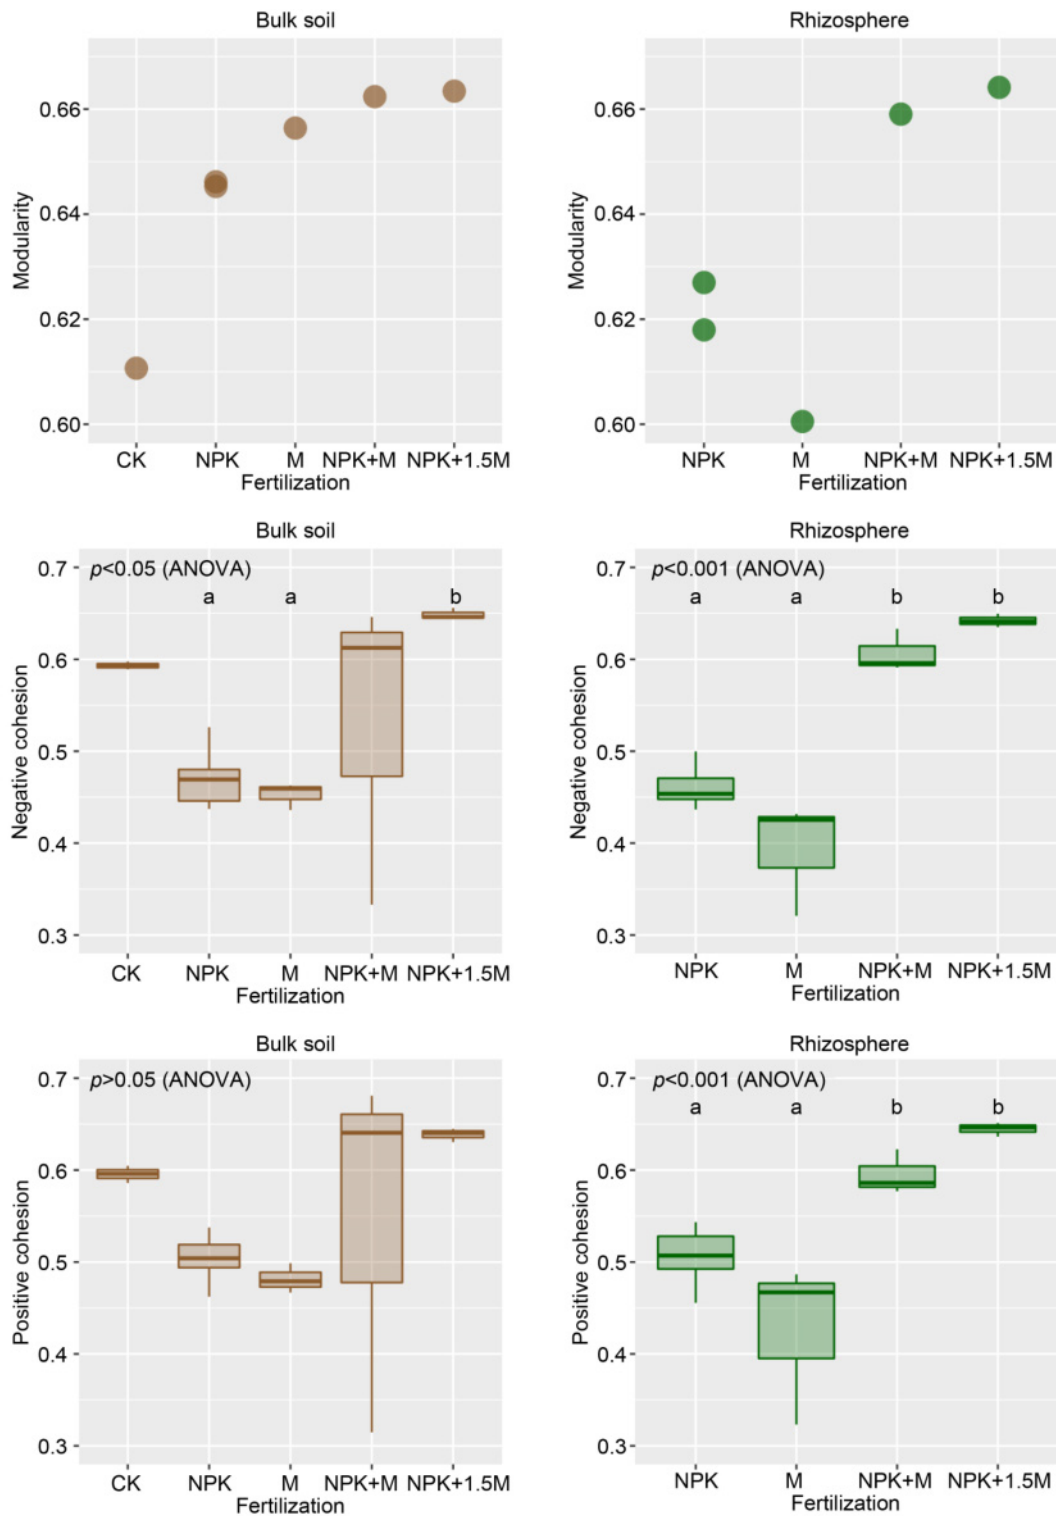 Bulk soil
Modularity
0.66
0.64
0.62
0.60
CK NPK M NPK+M NPK+1.5M
Fertilization
Rhizosphere
Modularity
0.66
0.64
0.62
0.60
NPK M NPK+M NPK+1.5M
Fertilization
Bulk soil
Negative cohesion
0.7
0.6
0.5
0.4
0.3
p<0.05 (ANOVA)
a a b
CK NPK M NPK+M NPK+1.5M
Fertilization
Rhizosphere
Negative cohesion
0.7
0.6
0.5
0.4
0.3
p<0.001 (ANOVA)
a a b b
NPK M NPK+M NPK+1.5M
Fertilization
Bulk soil
Positive cohesion
0.7
0.6
0.5
0.4
0.3
p>0.05 (ANOVA)
CK NPK M NPK+M NPK+1.5M
Fertilization
Rhizosphere
Positive cohesion
0.7
0.6
0.5
0.4
0.3
p<0.001 (ANOVA)
a a b b
NPK M NPK+M NPK+1.5M
Fertilization